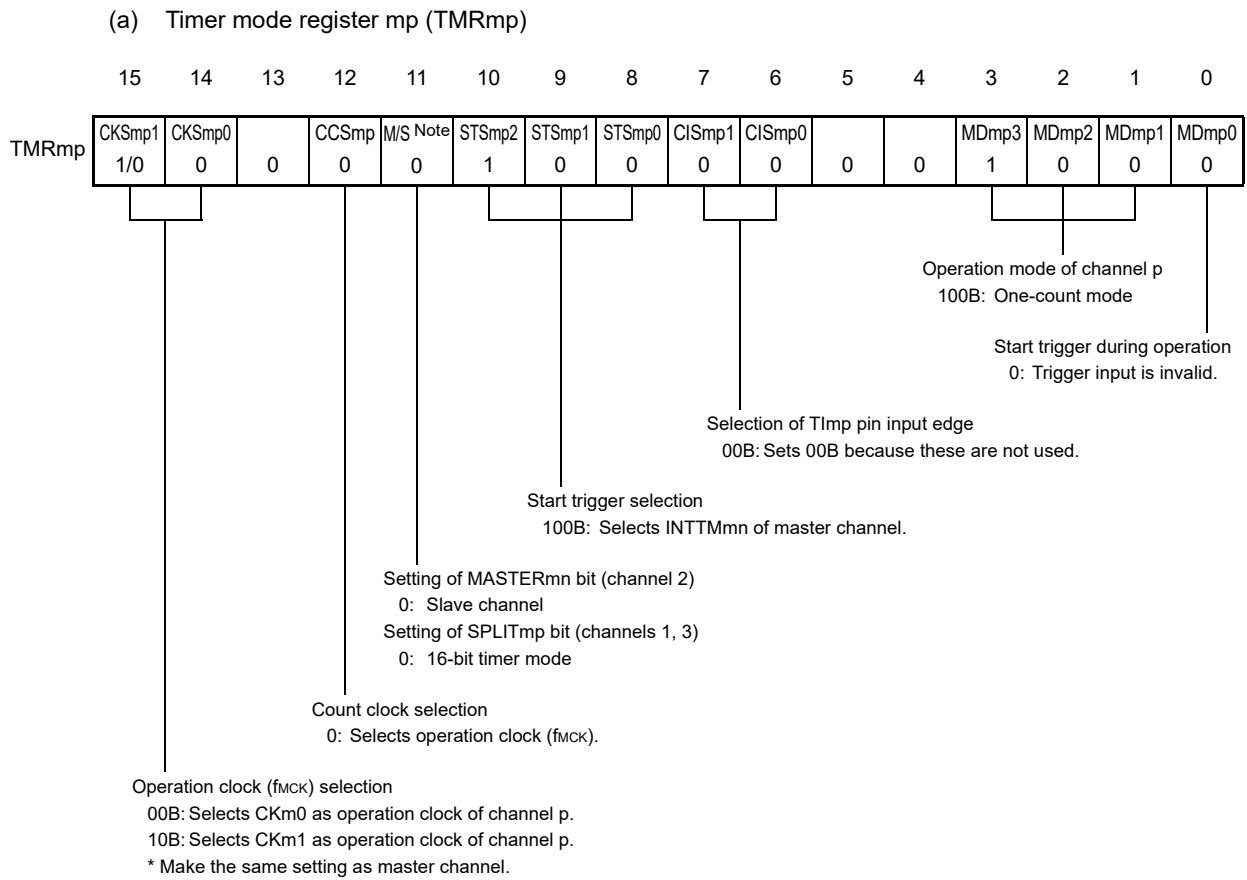 (a) Timer mode register mp (TMRmp)
15 14 13 12 11 10 9 8 7 6 5 4 3 2 1 0
TMRmp
CKSmp1 CKSmp0 CCSmp M/S Note STSmp2 STSmp1 STSmp0 CISmp1 CISmp0 MDmp3 MDmp2 MDmp1 MDmp0
1/0 0 0 0 0 1 0 0 0 0 0 0 1 0 0 0
Operation mode of channel p
100B: One-count mode
Start trigger during operation
0: Trigger input is invalid.
Selection of TImp pin input edge
00B: Sets 00B because these are not used.
Start trigger selection
100B: Selects INTTMmn of master channel.
Setting of MASTERmn bit (channel 2)
0: Slave channel
Setting of SPLITmp bit (channels 1, 3)
0: 16-bit timer mode
Count clock selection
0: Selects operation clock (fMCK).
Operation clock (fMCK) selection
00B: Selects CKm0 as operation clock of channel p.
10B: Selects CKm1 as operation clock of channel p.
* Make the same setting as master channel.